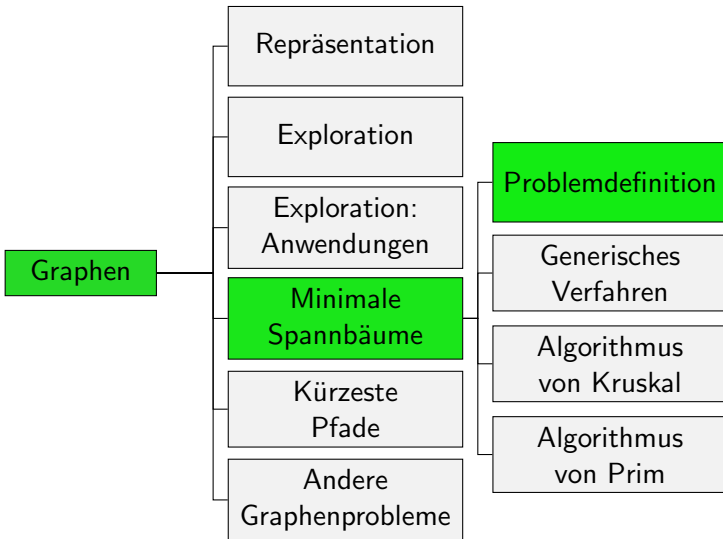 Graphen
Repräsentation
Exploration
Exploration:
Anwendungen
Minimale
Spannbäume
Kürzeste
Pfade
Andere
Graphenprobleme
Problemdefinition
Generisches
Verfahren
Algorithmus
von Kruskal
Algorithmus
von Prim